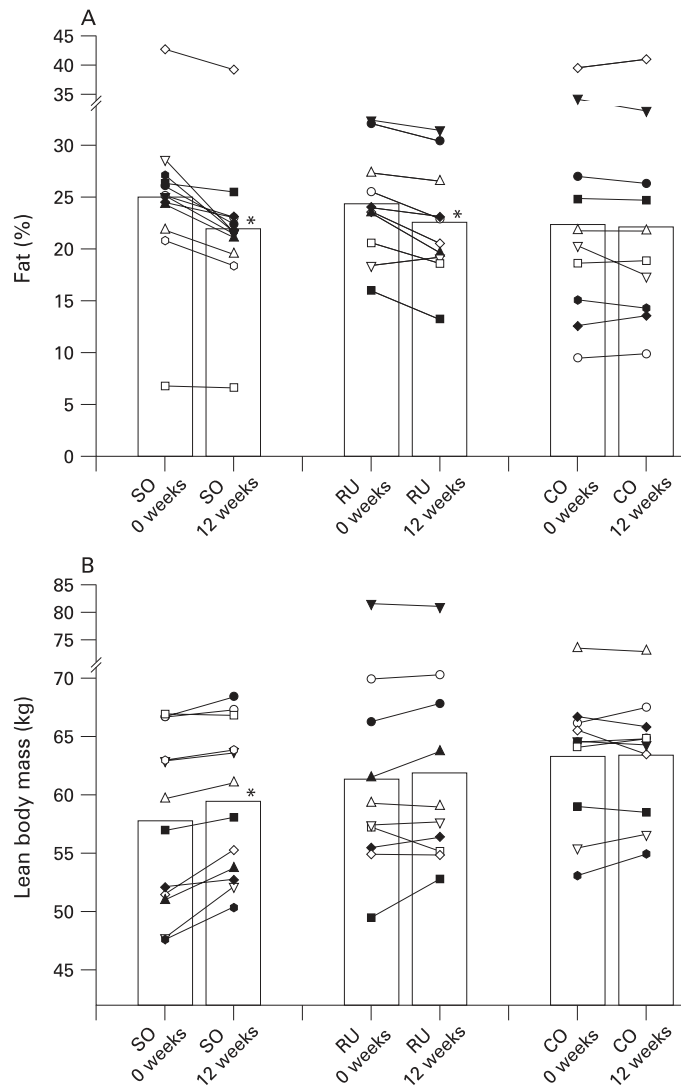 A
45
40
35
30
25
20
15
10
5
0
Fat (%)
*
*
SO
0 weeks
SO
12 weeks
RU
0 weeks
RU
12 weeks
CO
0 weeks
CO
12 weeks
B
85
80
75
70
65
60
55
50
45
Lean body mass (kg)
*
SO
0 weeks
SO
12 weeks
RU
0 weeks
RU
12 weeks
CO
0 weeks
CO
12 weeks